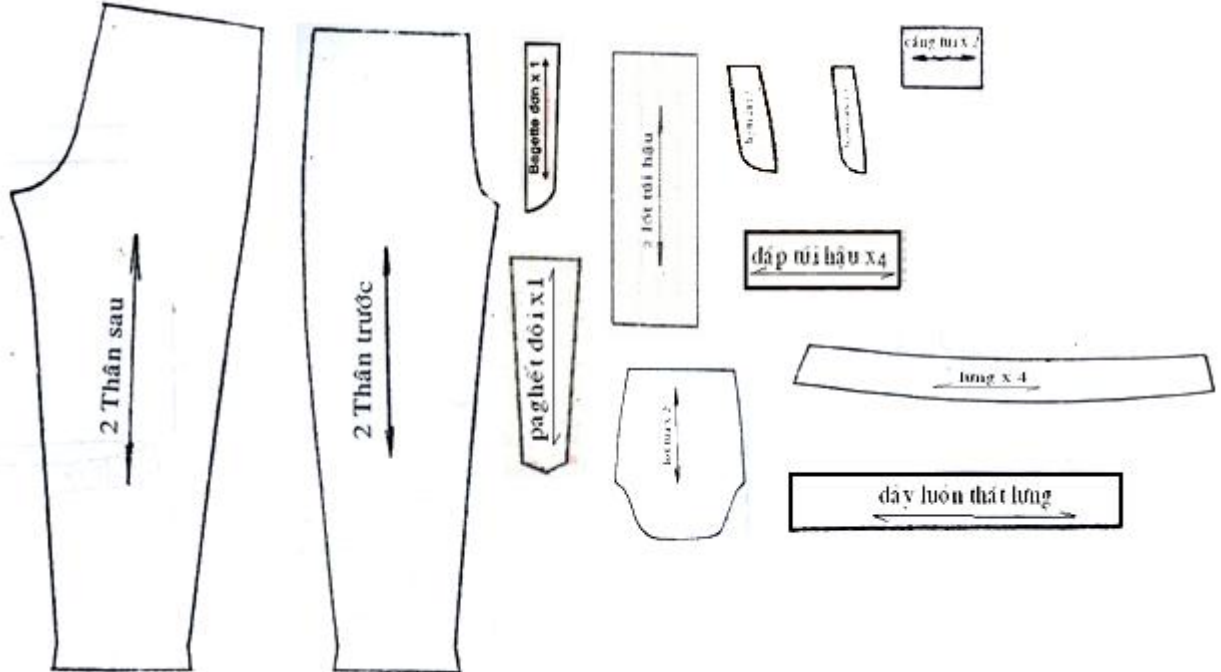 2 Thân sau
2 Thân trước
Bagette đơn x 1
paghết đôi x1
2 lót túi hậu
lót túi x 2
đáp túi hậu x4
lưng x 4
dây luồn thắt lưng